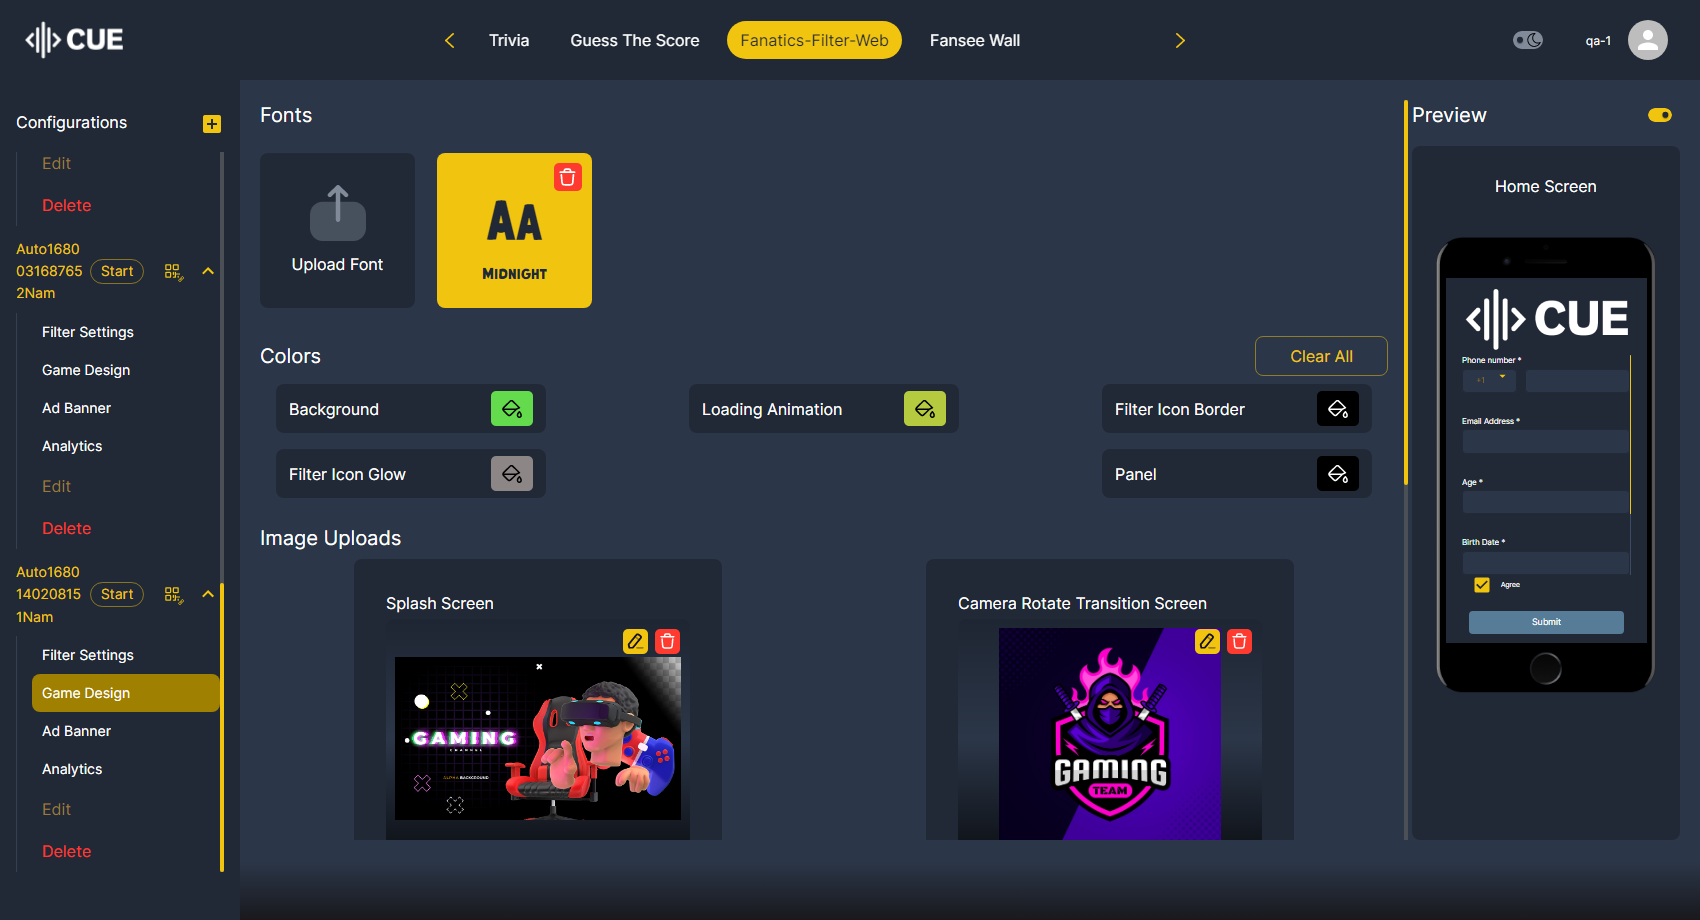 CUE
Trivia
Guess The Score
Fanatics-Filter-Web
Fansee Wall
qa-1
Configurations
Edit
Delete
Auto1680
03168765
2Nam
Start
Filter Settings
Game Design
Ad Banner
Analytics
Edit
Delete
Auto1680
14020815
1Nam
Start
Filter Settings
Game Design
Ad Banner
Analytics
Edit
Delete
Fonts
Upload Font
AA
MIDNIGHT
Colors
Clear All
Background
Loading Animation
Filter Icon Border
Filter Icon Glow
Panel
Image Uploads
Splash Screen
GAMING
CHANNEL
ALPHA BACKGROUND
Camera Rotate Transition Screen
GAMING
TEAM
Preview
Home Screen
CUE
Phone number *
+1
Email Address *
Age *
Birth Date *
Agree
Submit